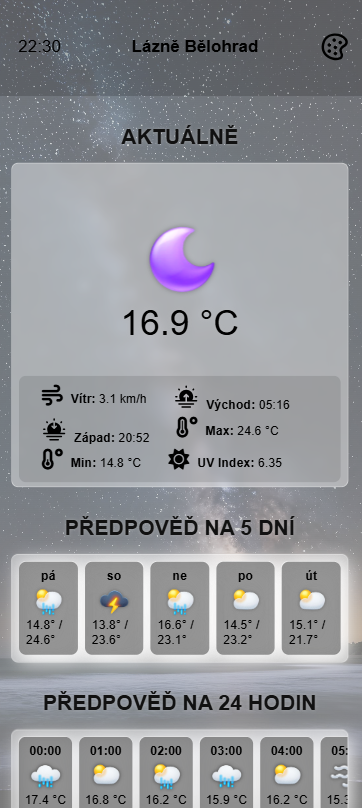 22:30 Lázně Bělohrad
AKTUÁLNĚ
16.9 °C
Vítr: 3.1 km/h Východ: 05:16
Západ: 20:52 Max: 24.6 °C
Min: 14.8 °C UV Index: 6.35
PŘEDPOVĚĎ NA 5 DNÍ
pá so ne po út
14.8° / 13.8° / 16.6° / 14.5° / 15.1° /
24.6° 23.6° 23.1° 23.2° 21.7°
PŘEDPOVĚĎ NA 24 HODIN
00:00 01:00 02:00 03:00 04:00 05:
17.4 °C 16.8 °C 16.2 °C 15.9 °C 16.2 °C